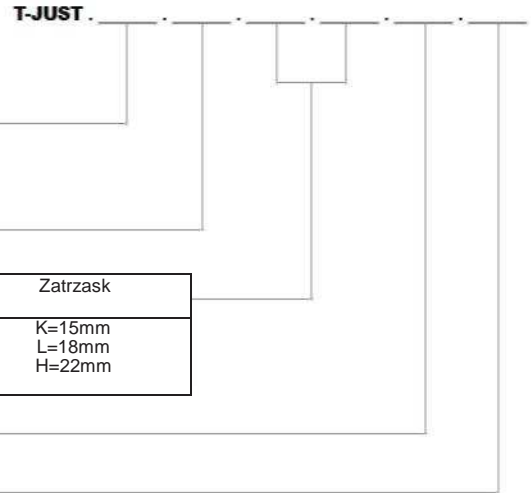 T-JUST . _____ . _____ . _____ . _____ . _____ . _____
Zatrzask
K=15mm
L=18mm
H=22mm